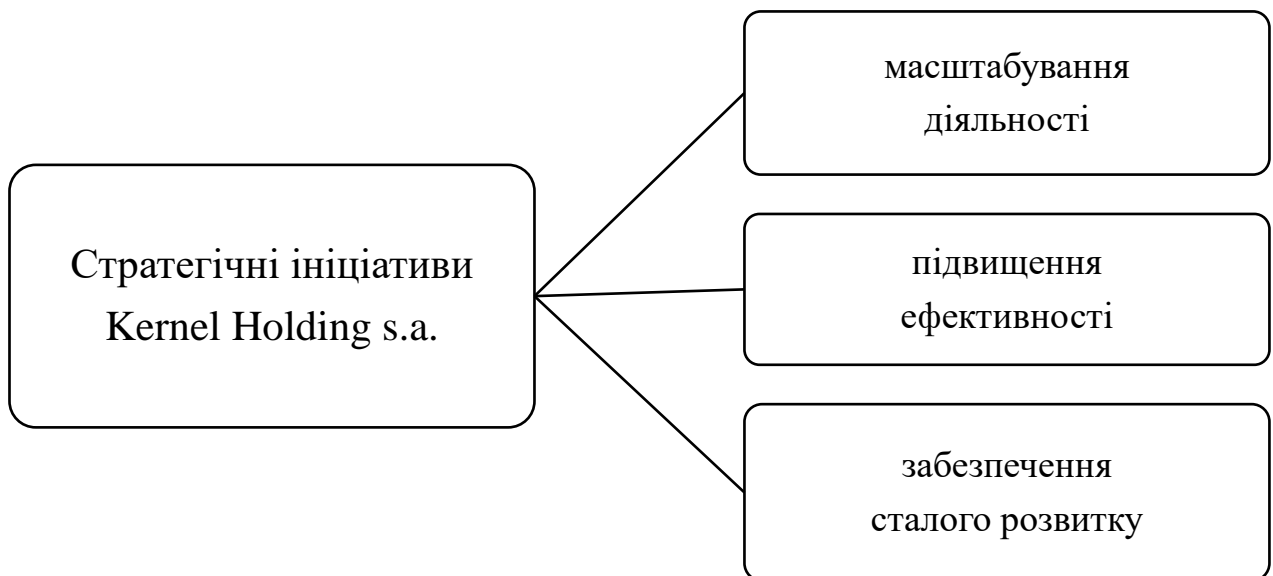 Стратегічні ініціативи
Kernel Holding s.a.
масштабування
діяльності
підвищення
ефективності
забезпечення
сталого розвитку